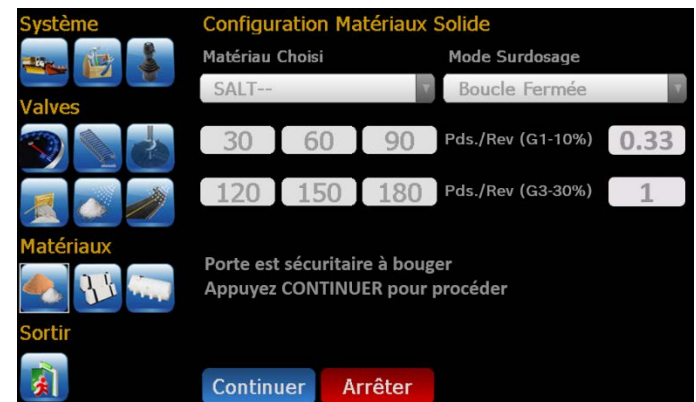 Système
Configuration Matériaux Solide
Matériau Choisi
Mode Surdosage
SALT--
Boucle Fermée
Valves
30 60 90 Pds./Rev (G1-10%) 0.33
120 150 180 Pds./Rev (G3-30%) 1
Matériaux
Porte est sécuritaire à bouger
Appuyez CONTINUER pour procéder
Sortir
Continuer Arrêter